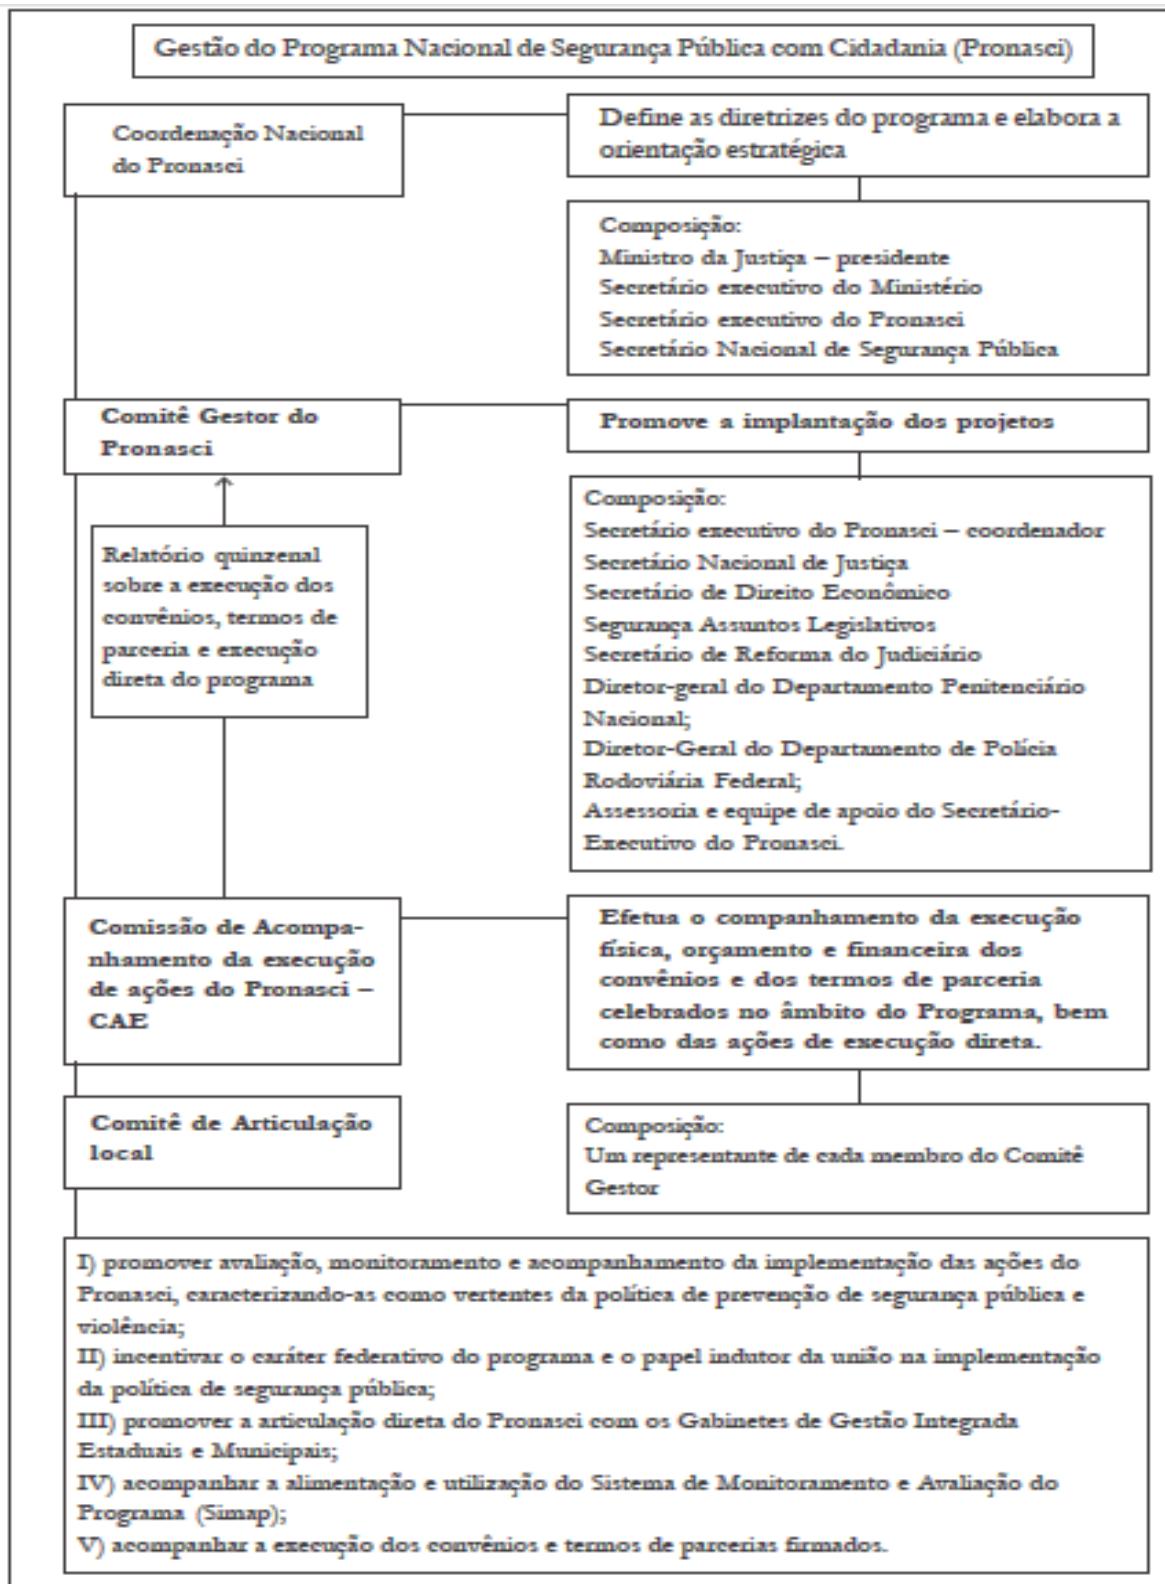 Gestão do Programa Nacional de Segurança Pública com Cidadania (Pronasci)
Coordenação Nacional
do Pronasci
Define as diretrizes do programa e elabora a
orientação estratégica
Composição:
Ministro da Justiça – presidente
Secretário executivo do Ministério
Secretário executivo do Pronasci
Secretário Nacional de Segurança Pública
Comitê Gestor do
Pronasci
Promove a implantação dos projetos
Composição:
Secretário executivo do Pronasci – coordenador
Secretário Nacional de Justiça
Secretário de Direito Econômico
Segurança Assuntos Legislativos
Secretário de Reforma do Judiciário
Diretor-geral do Departamento Penitenciário
Nacional;
Diretor-Geral do Departamento de Polícia
Rodoviária Federal;
Assessoria e equipe de apoio do Secretário-
Executivo do Pronasci.
Relatório quinzenal
sobre a execução dos
convênios, termos de
parceria e execução
direta do programa
Comissão de Acompa-
nhamento da execução
de ações do Pronasci –
CAE
Efetua o companhamento da execução
física, orçamento e financeira dos
convênios e dos termos de parceria
celebrados no âmbito do Programa, bem
como das ações de execução direta.
Composição:
Um representante de cada membro do Comitê
Gestor
Comitê de Articulação
local
I) promover avaliação, monitoramento e acompanhamento da implementação das ações do
Pronasci, caracterizando-as como vertentes da política de prevenção de segurança pública e
violência;
II) incentivar o caráter federativo do programa e o papel indutor da união na implementação
da política de segurança pública;
III) promover a articulação direta do Pronasci com os Gabinetes de Gestão Integrada
Estaduais e Municipais;
IV) acompanhar a alimentação e utilização do Sistema de Monitoramento e Avaliação do
Programa (Simap);
V) acompanhar a execução dos convênios e termos de parcerias firmados.